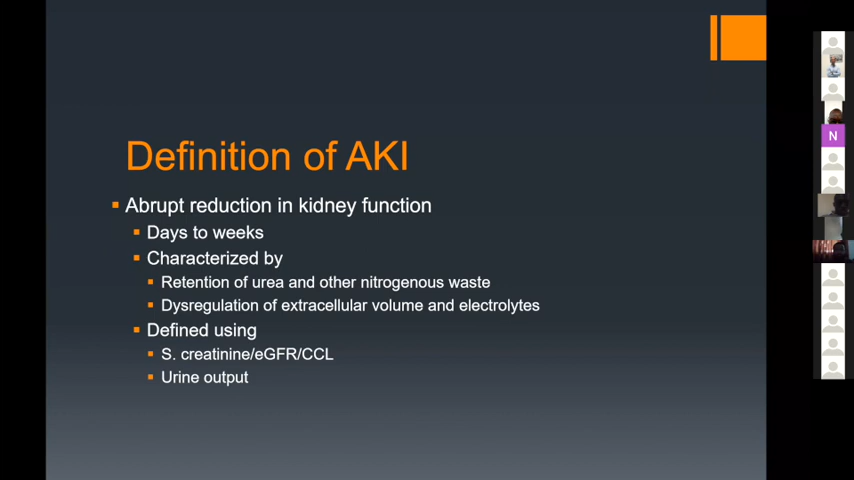 Definition of AKI
Abrupt reduction in kidney function
Days to weeks
Characterized by
Retention of urea and other nitrogenous waste
Dysregulation of extracellular volume and electrolytes
Defined using
S. creatinine/eGFR/CCL
Urine output
N